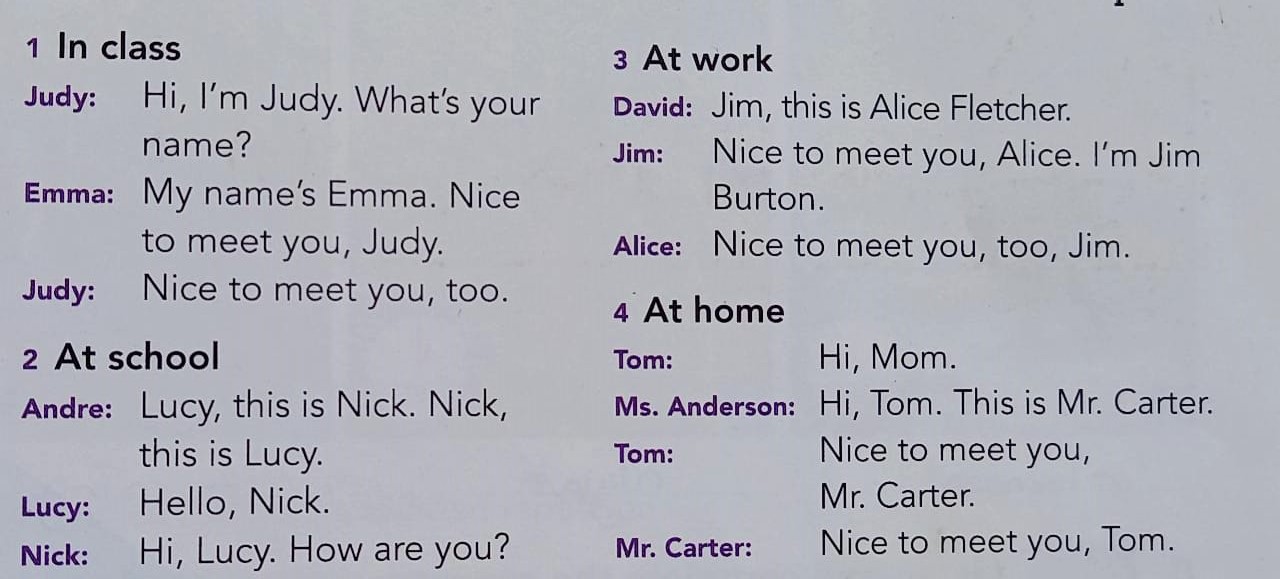 1 In class
Judy: Hi, I'm Judy. What's your
name?
Emma: My name's Emma. Nice
to meet you, Judy.
Judy: Nice to meet you, too.
2 At school
Andre: Lucy, this is Nick. Nick,
this is Lucy.
Lucy: Hello, Nick.
Nick: Hi, Lucy. How are you?
3 At work
David: Jim, this is Alice Fletcher.
Jim: Nice to meet you, Alice. I'm Jim
Burton.
Alice: Nice to meet you, too, Jim.
4 At home
Tom: Hi, Mom.
Ms. Anderson: Hi, Tom. This is Mr. Carter.
Tom: Nice to meet you,
Mr. Carter.
Mr. Carter: Nice to meet you, Tom.